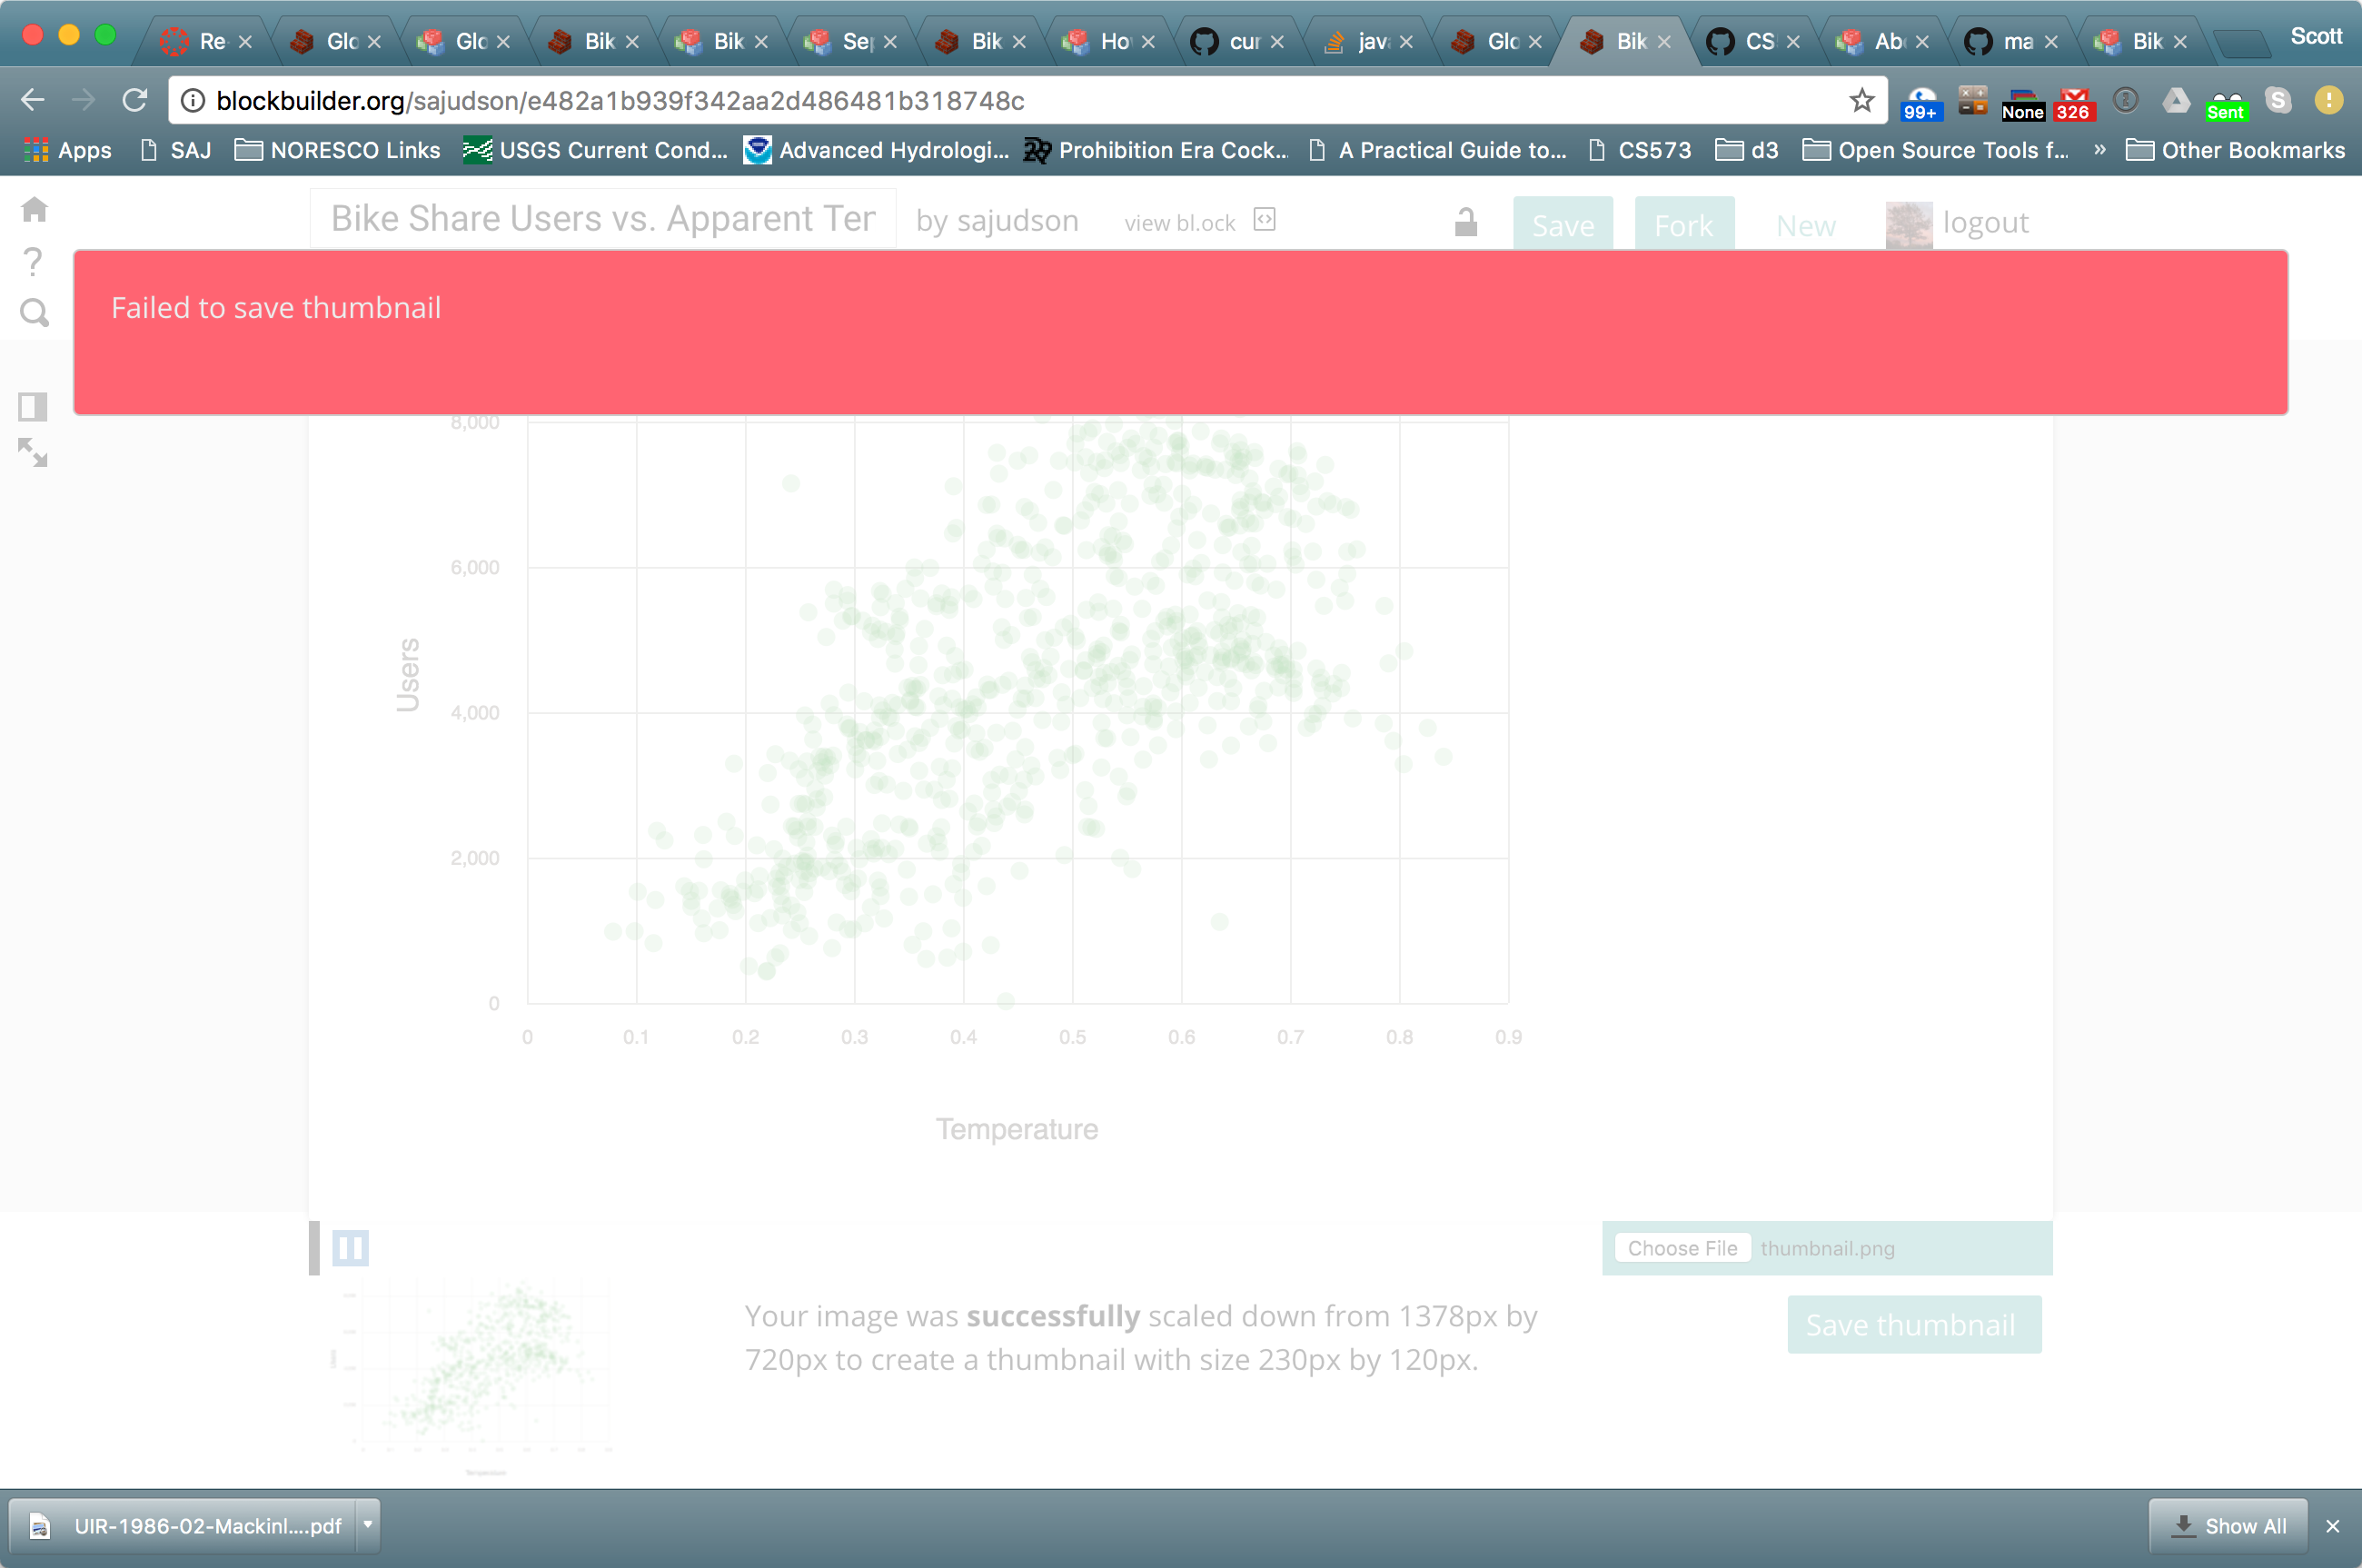 Re
Glo
Glo
Bik
Bik
Sep
Bik
Ho
cur
java
Glo
Bik
CS
Abo
ma
Bik
Scott
blockbuilder.org/sajudson/e482a1b939f342aa2d486481b318748c
99+
None
326
Sent
Apps
SAJ
NORESCO Links
USGS Current Cond...
Advanced Hydrologi...
Prohibition Era Cock...
A Practical Guide to...
CS573
d3
Open Source Tools f...
»
Other Bookmarks
Bike Share Users vs. Apparent Ter
by sajudson
view bl.ock
Save
Fork
New
logout
Failed to save thumbnail
8,000
6,000
4,000
2,000
0
Users
0 0.1 0.2 0.3 0.4 0.5 0.6 0.7 0.8 0.9
Temperature
Choose File thumbnail.png
Your image was successfully scaled down from 1378px by
720px to create a thumbnail with size 230px by 120px.
Save thumbnail
Temperature
UIR-1986-02-Mackinl....pdf
Show All